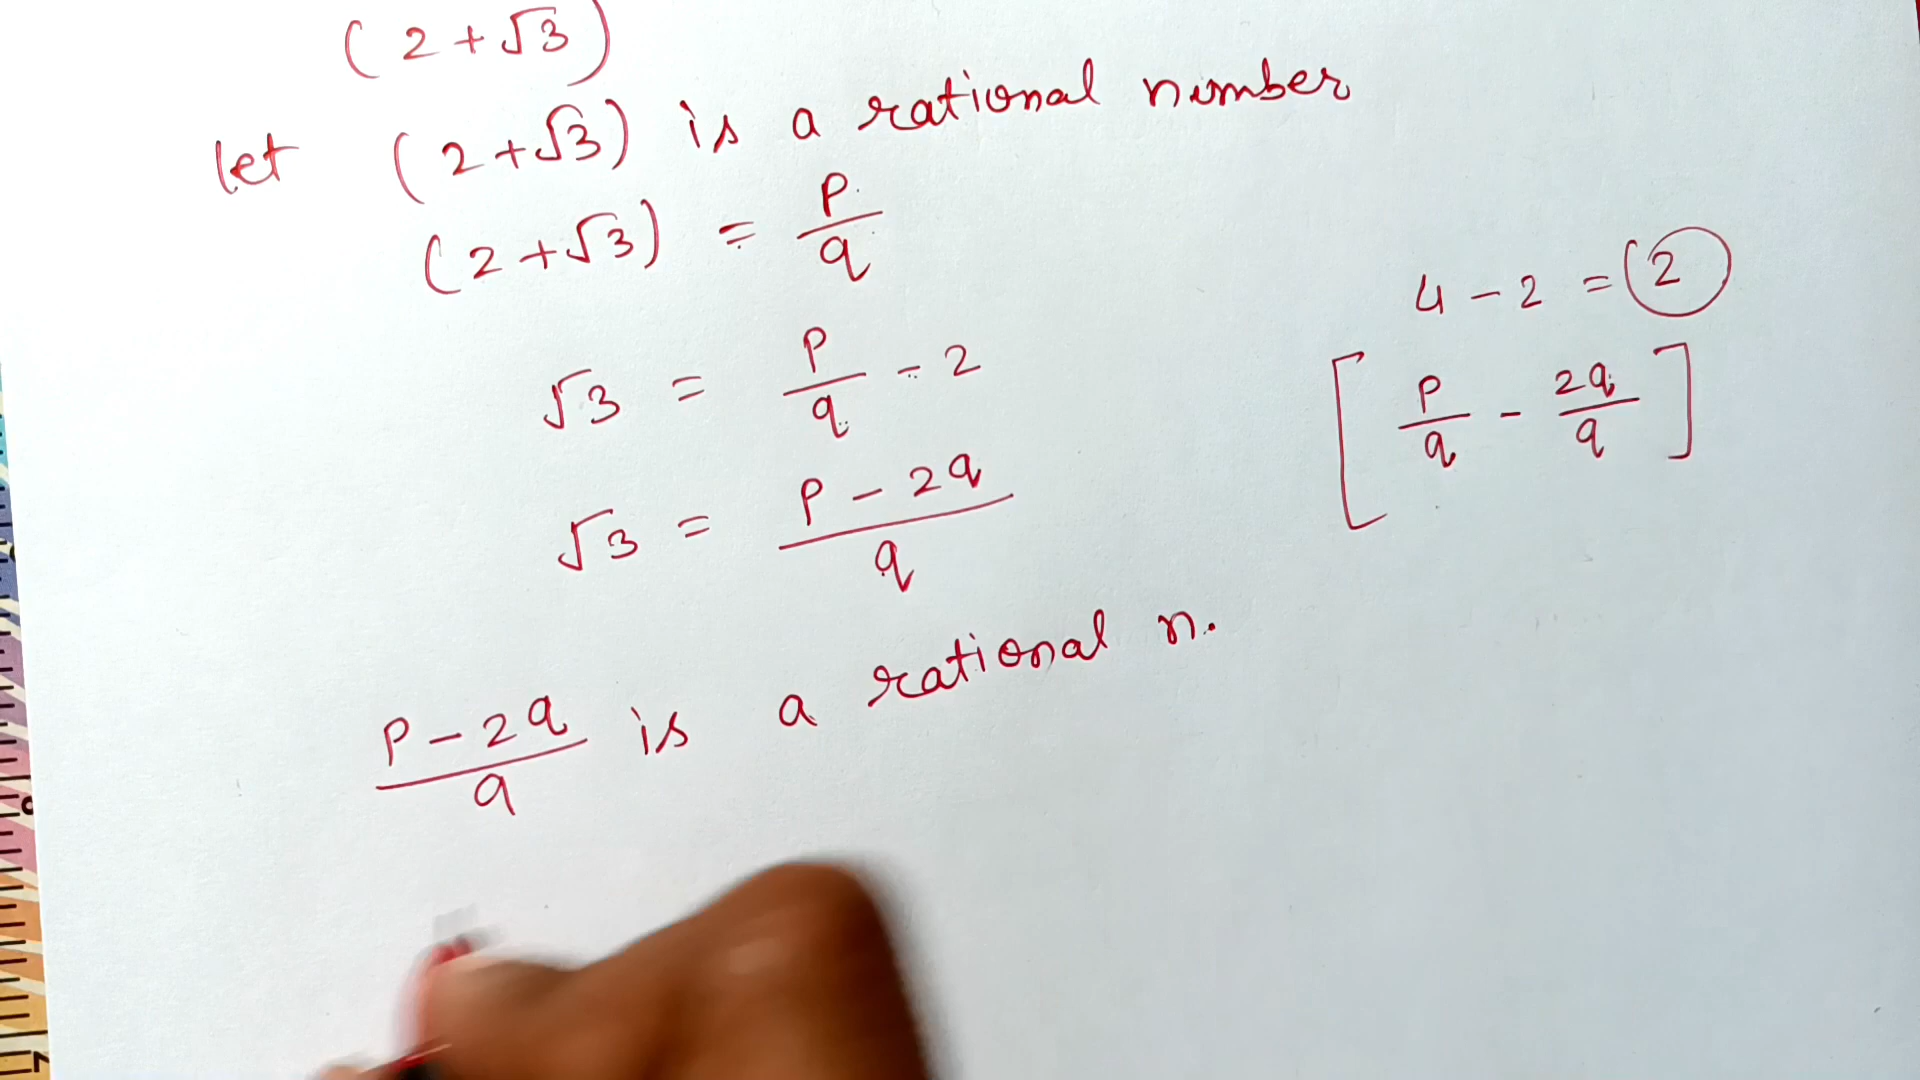 (2+√3)
let (2+√3) is a rational number
(2+√3) = p/q
√3 = p/q - 2
√3 = p - 2q / q
p - 2q / q is a rational n.
4 - 2 = 2
[ p/q - 2q/q ]